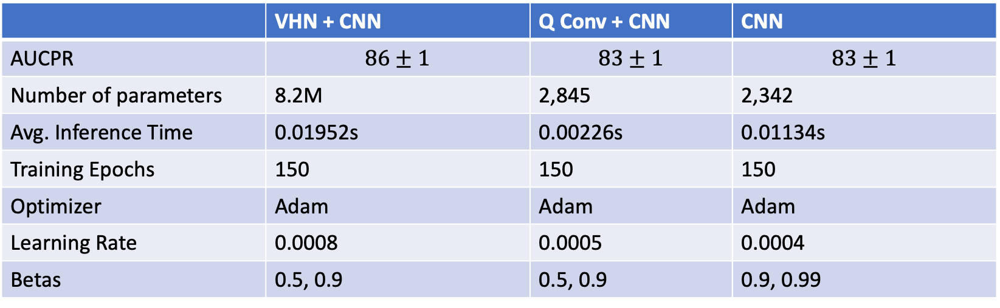 VHN + CNN Q Conv + CNN CNN
AUCPR 86 ± 1 83 ± 1 83 ± 1
Number of parameters 8.2M 2,845 2,342
Avg. Inference Time 0.01952s 0.00226s 0.01134s
Training Epochs 150 150 150
Optimizer Adam Adam Adam
Learning Rate 0.0008 0.0005 0.0004
Betas 0.5, 0.9 0.5, 0.9 0.9, 0.99